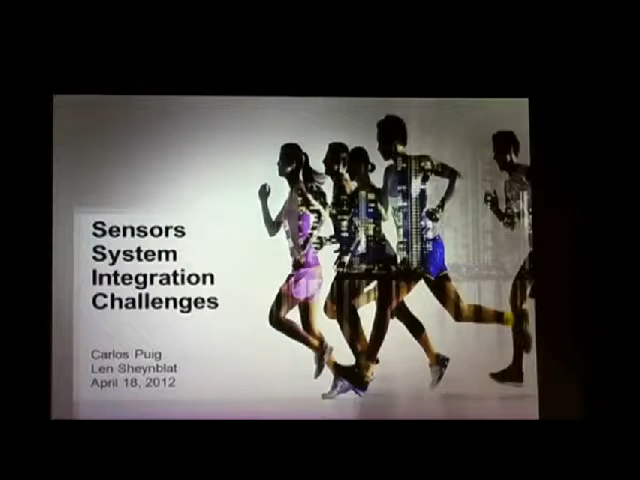 Sensors
System
Integration
Challenges
Carlos Puig
Len Sheynblat
April 18, 2012